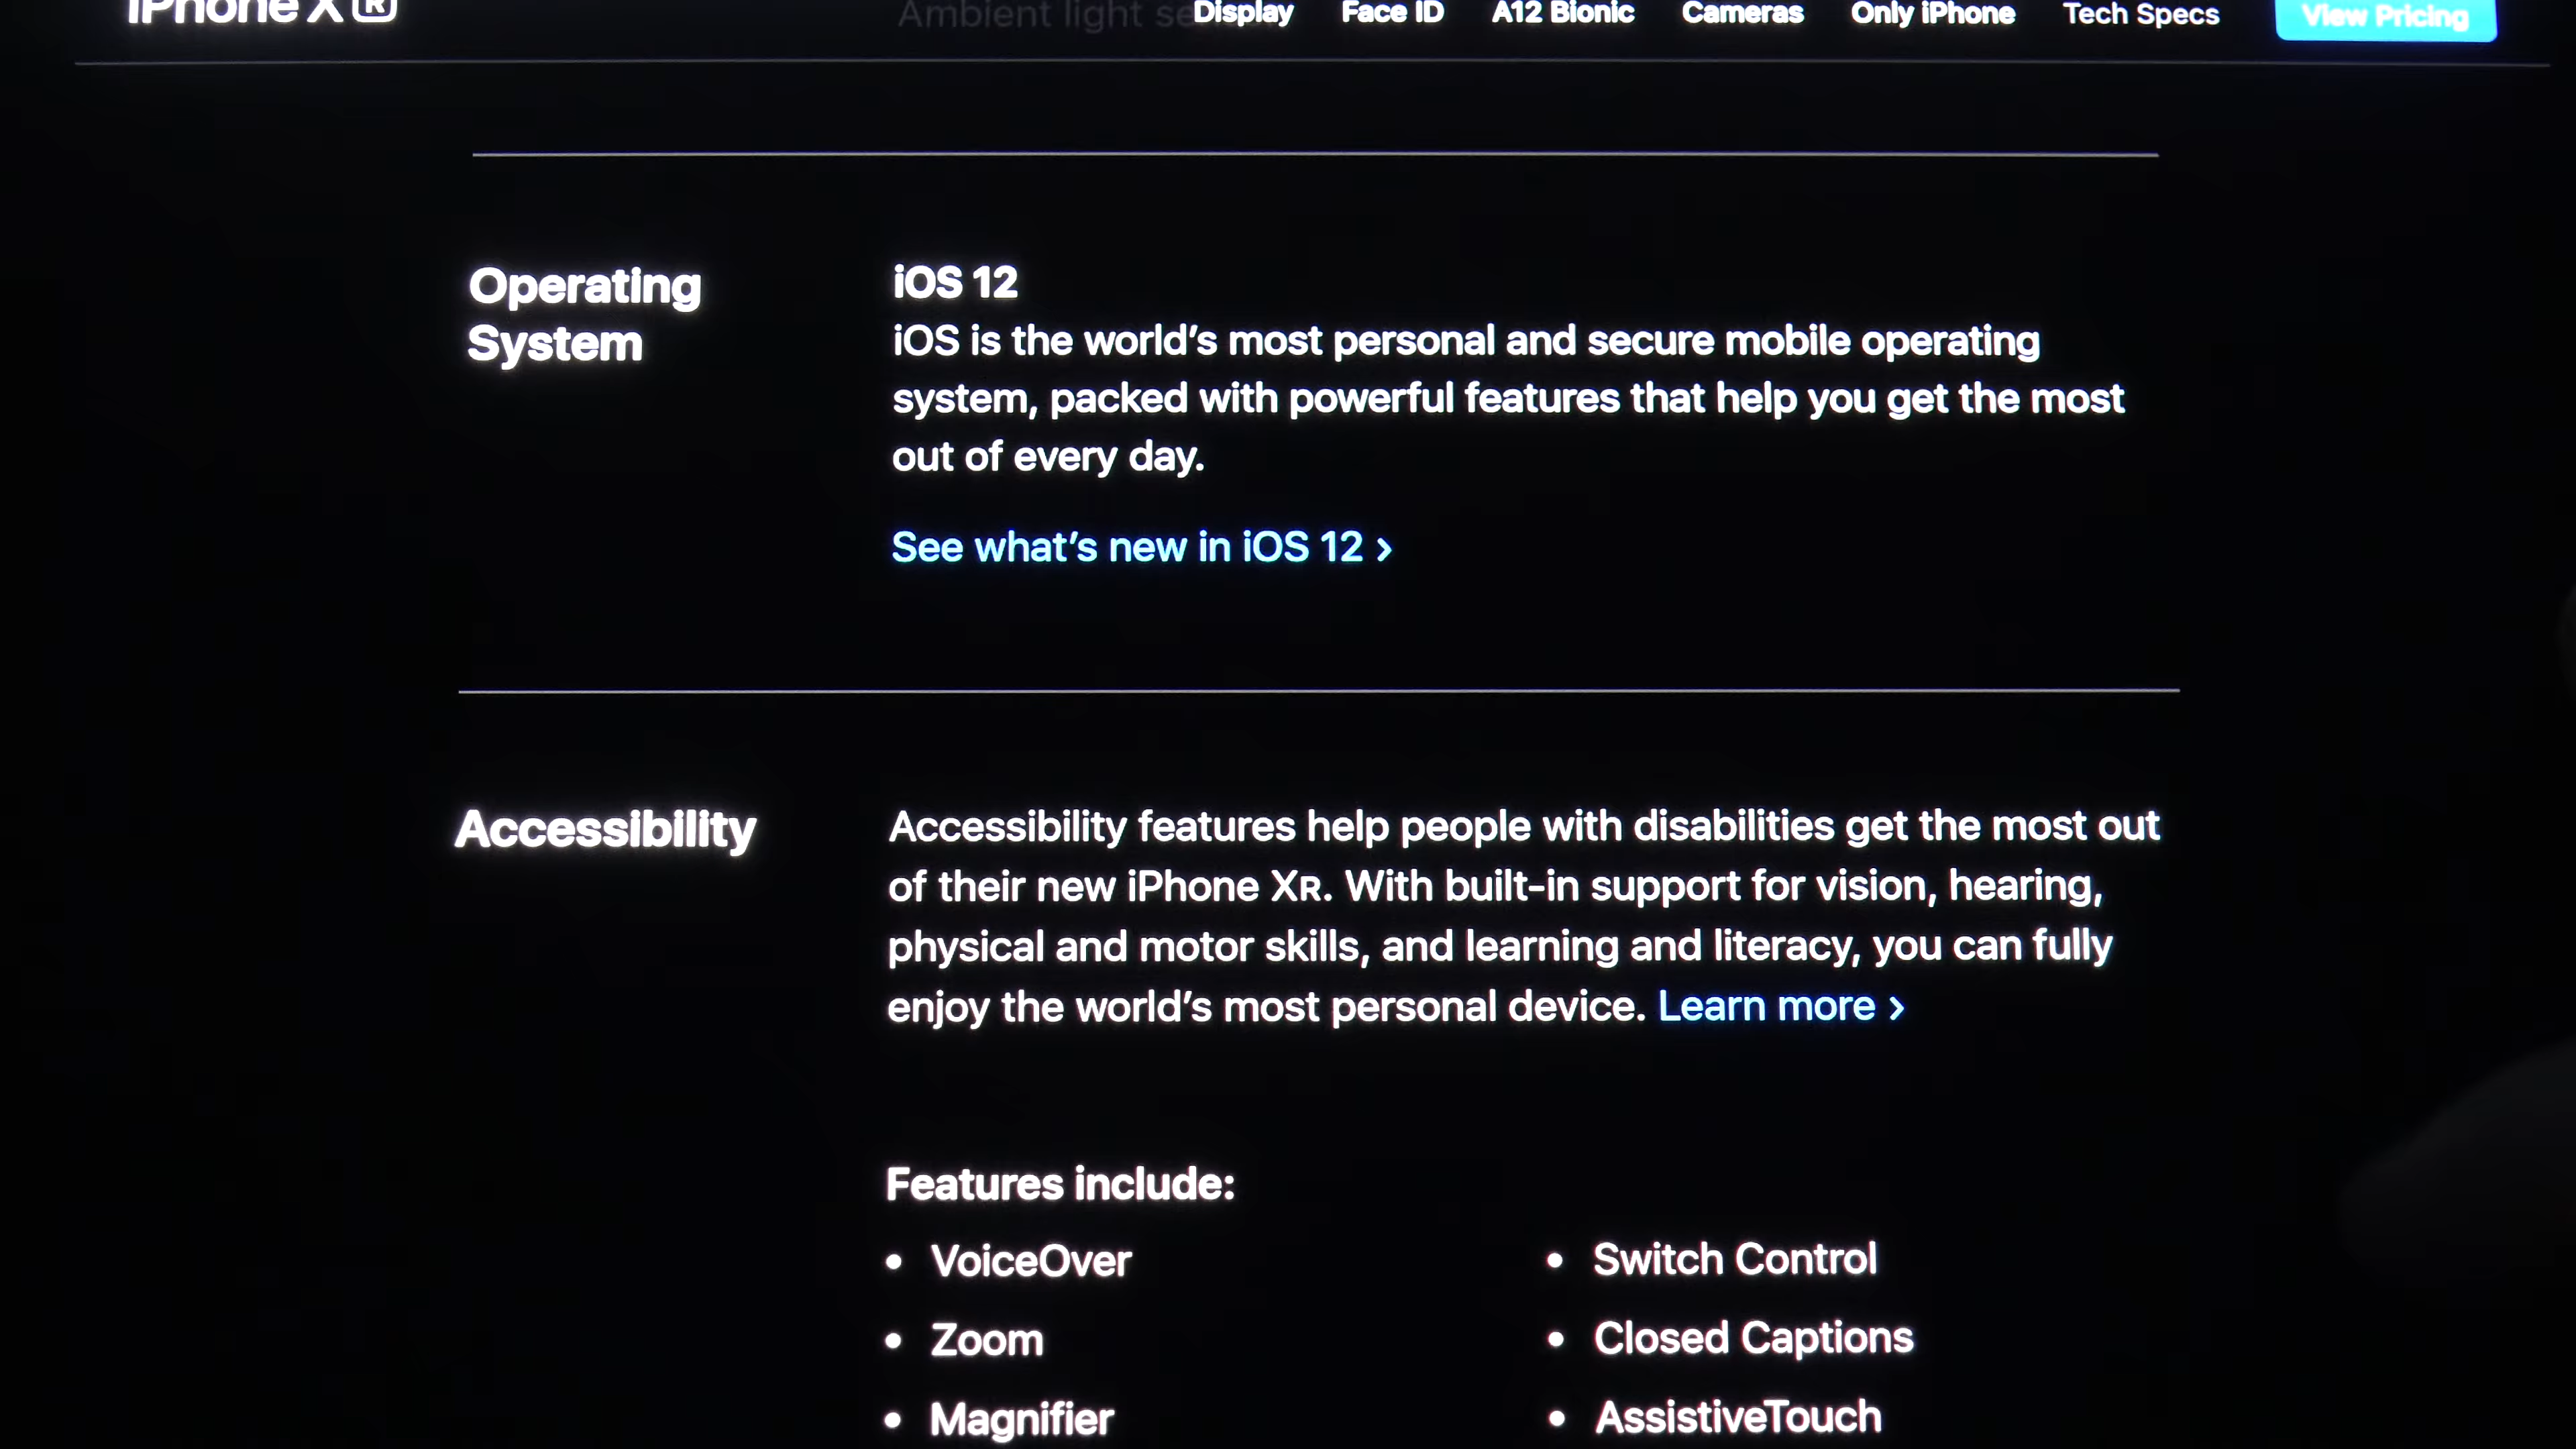 iPhone XR
Ambient light se
Display Face ID A12 Bionic Cameras Only iPhone Tech Specs View Pricing
Operating
System
iOS 12
iOS is the world's most personal and secure mobile operating
system, packed with powerful features that help you get the most
out of every day.
See what's new in iOS 12 >
Accessibility
Accessibility features help people with disabilities get the most out
of their new iPhone XR. With built-in support for vision, hearing,
physical and motor skills, and learning and literacy, you can fully
enjoy the world's most personal device. Learn more >
Features include:
• VoiceOver
• Zoom
• Magnifier
• Switch Control
• Closed Captions
• AssistiveTouch